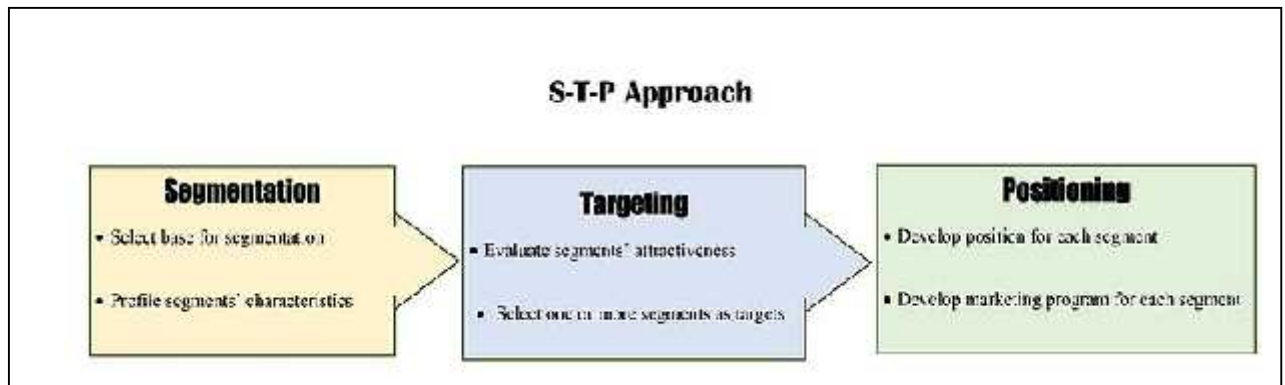 S-T-P Approach
Segmentation
• Select base for segmentation
• Profile segments' characteristics
Targeting
• Evaluate segments' attractiveness
• Select one or more segments as targets
Positioning
• Develop position for each segment
• Develop marketing program for each segment